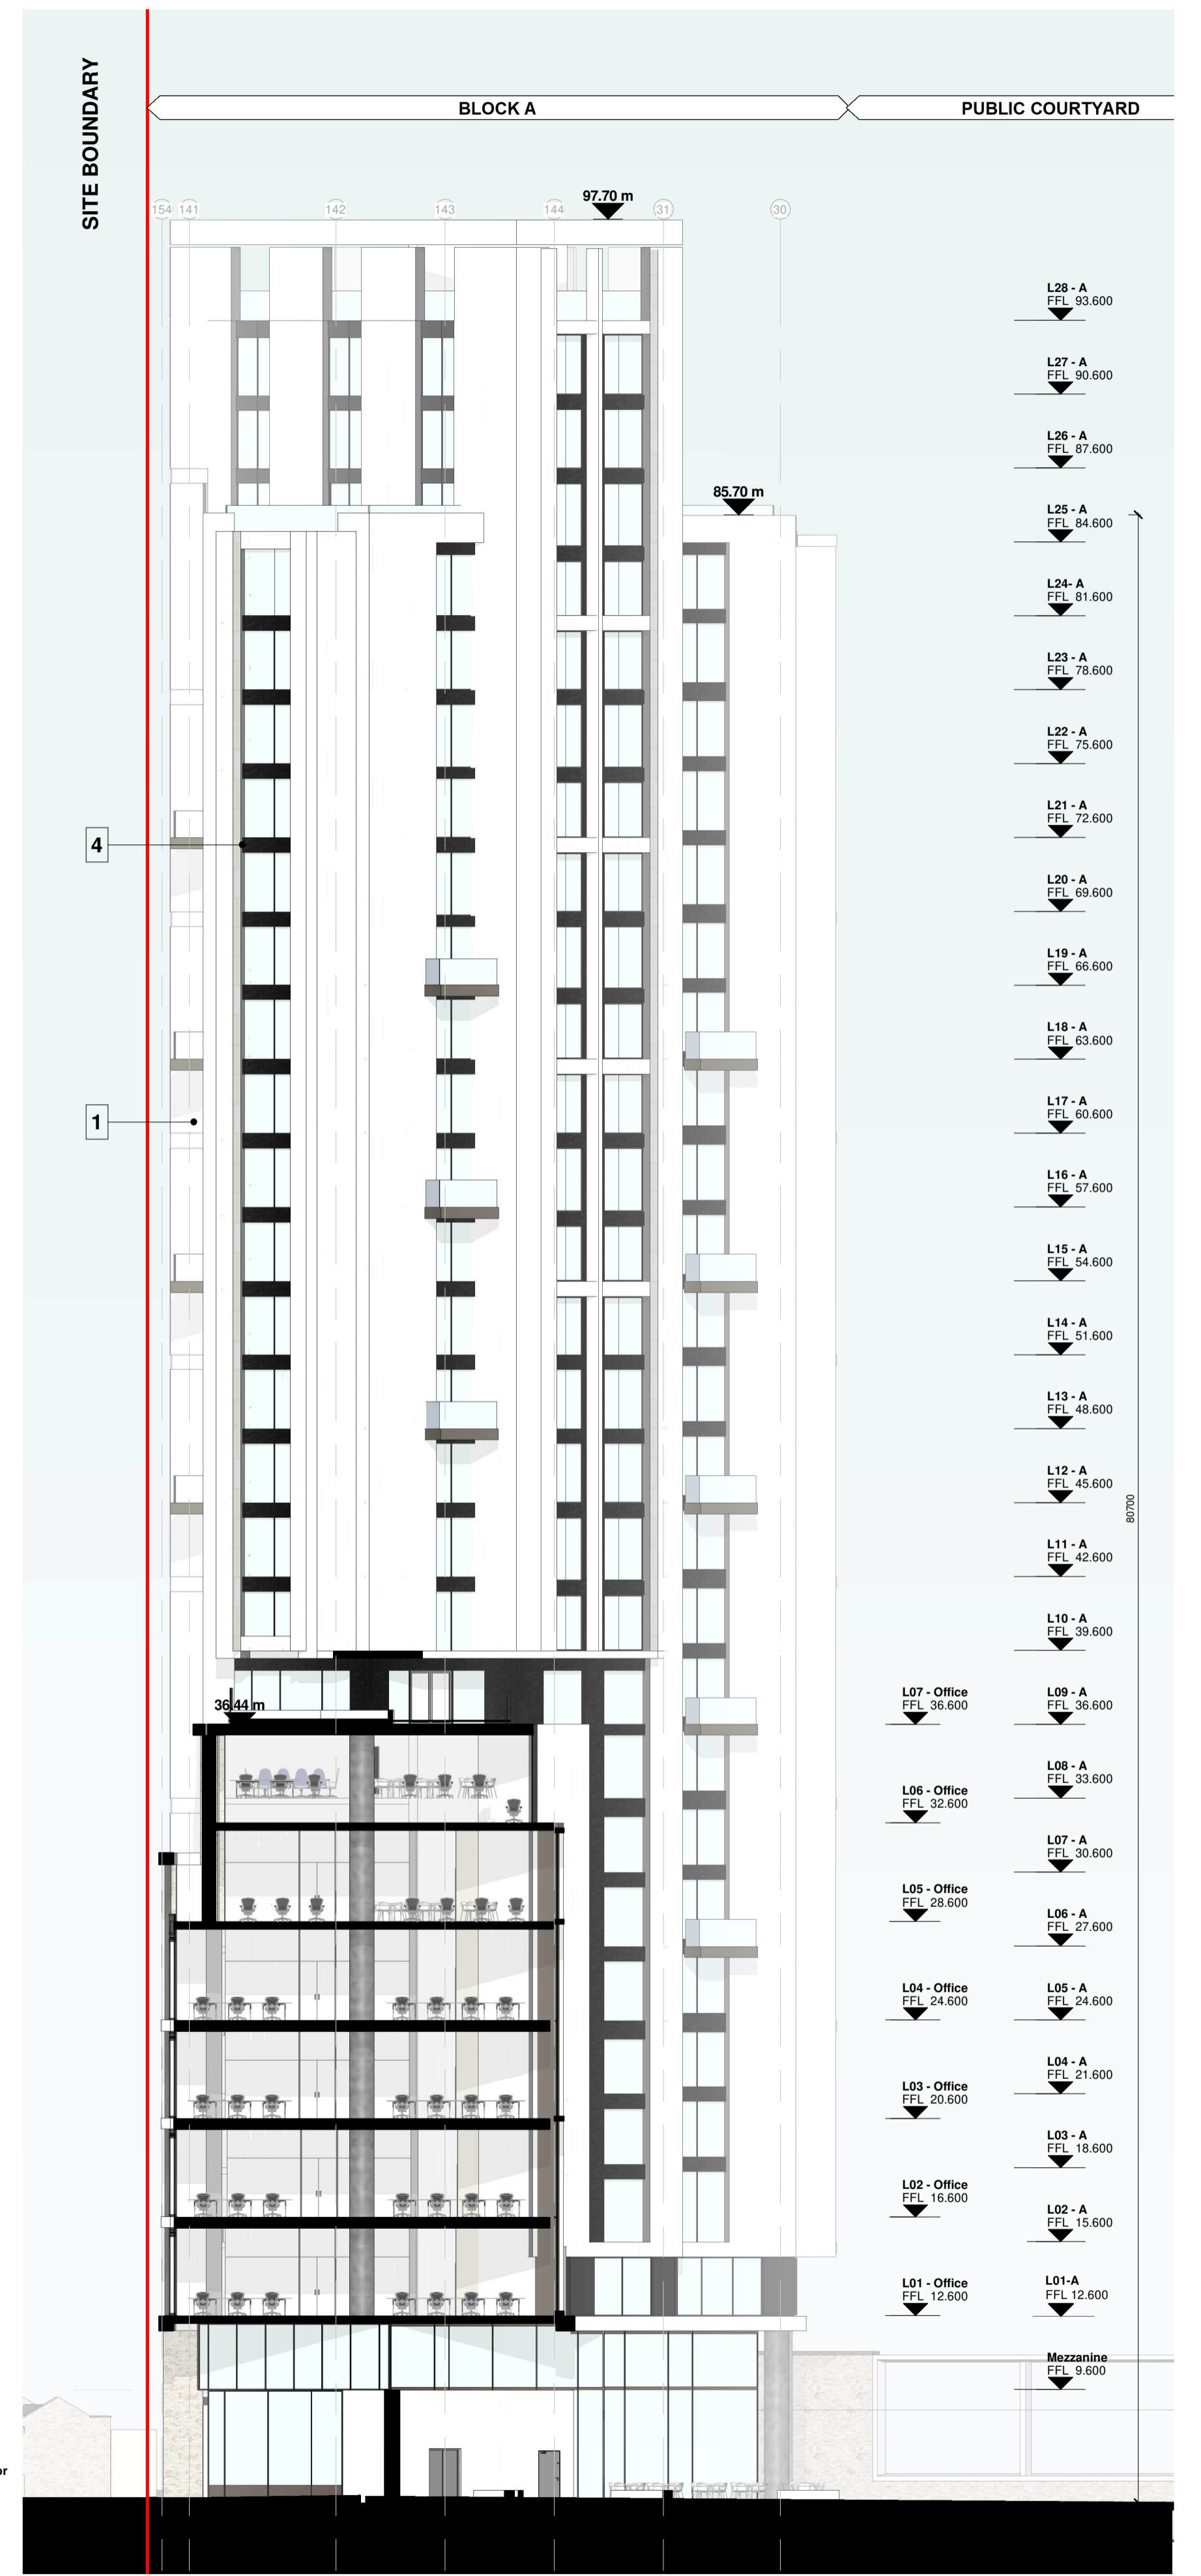 SITE BOUNDARY
BLOCK A
PUBLIC COURTYARD
97.70 m
154
141
142
143
144
31
30
L28 - A
FFL 93.600
L27 - A
FFL 90.600
L26 - A
FFL 87.600
85.70 m
L25 - A
FFL 84.600
L24- A
FFL 81.600
L23 - A
FFL 78.600
L22 - A
FFL 75.600
L21 - A
FFL 72.600
4
L20 - A
FFL 69.600
L19 - A
FFL 66.600
L18 - A
FFL 63.600
L17 - A
FFL 60.600
1
L16 - A
FFL 57.600
L15 - A
FFL 54.600
L14 - A
FFL 51.600
L13 - A
FFL 48.600
L12 - A
FFL 45.600
80700
L11 - A
FFL 42.600
L10 - A
FFL 39.600
36.44 m
L07 - Office
FFL 36.600
L09 - A
FFL 36.600
L08 - A
FFL 33.600
L06 - Office
FFL 32.600
L07 - A
FFL 30.600
L05 - Office
FFL 28.600
L06 - A
FFL 27.600
L04 - Office
FFL 24.600
L05 - A
FFL 24.600
L04 - A
FFL 21.600
L03 - Office
FFL 20.600
L03 - A
FFL 18.600
L02 - Office
FFL 16.600
L02 - A
FFL 15.600
L01 - Office
FFL 12.600
L01-A
FFL 12.600
Mezzanine
FFL 9.600
or